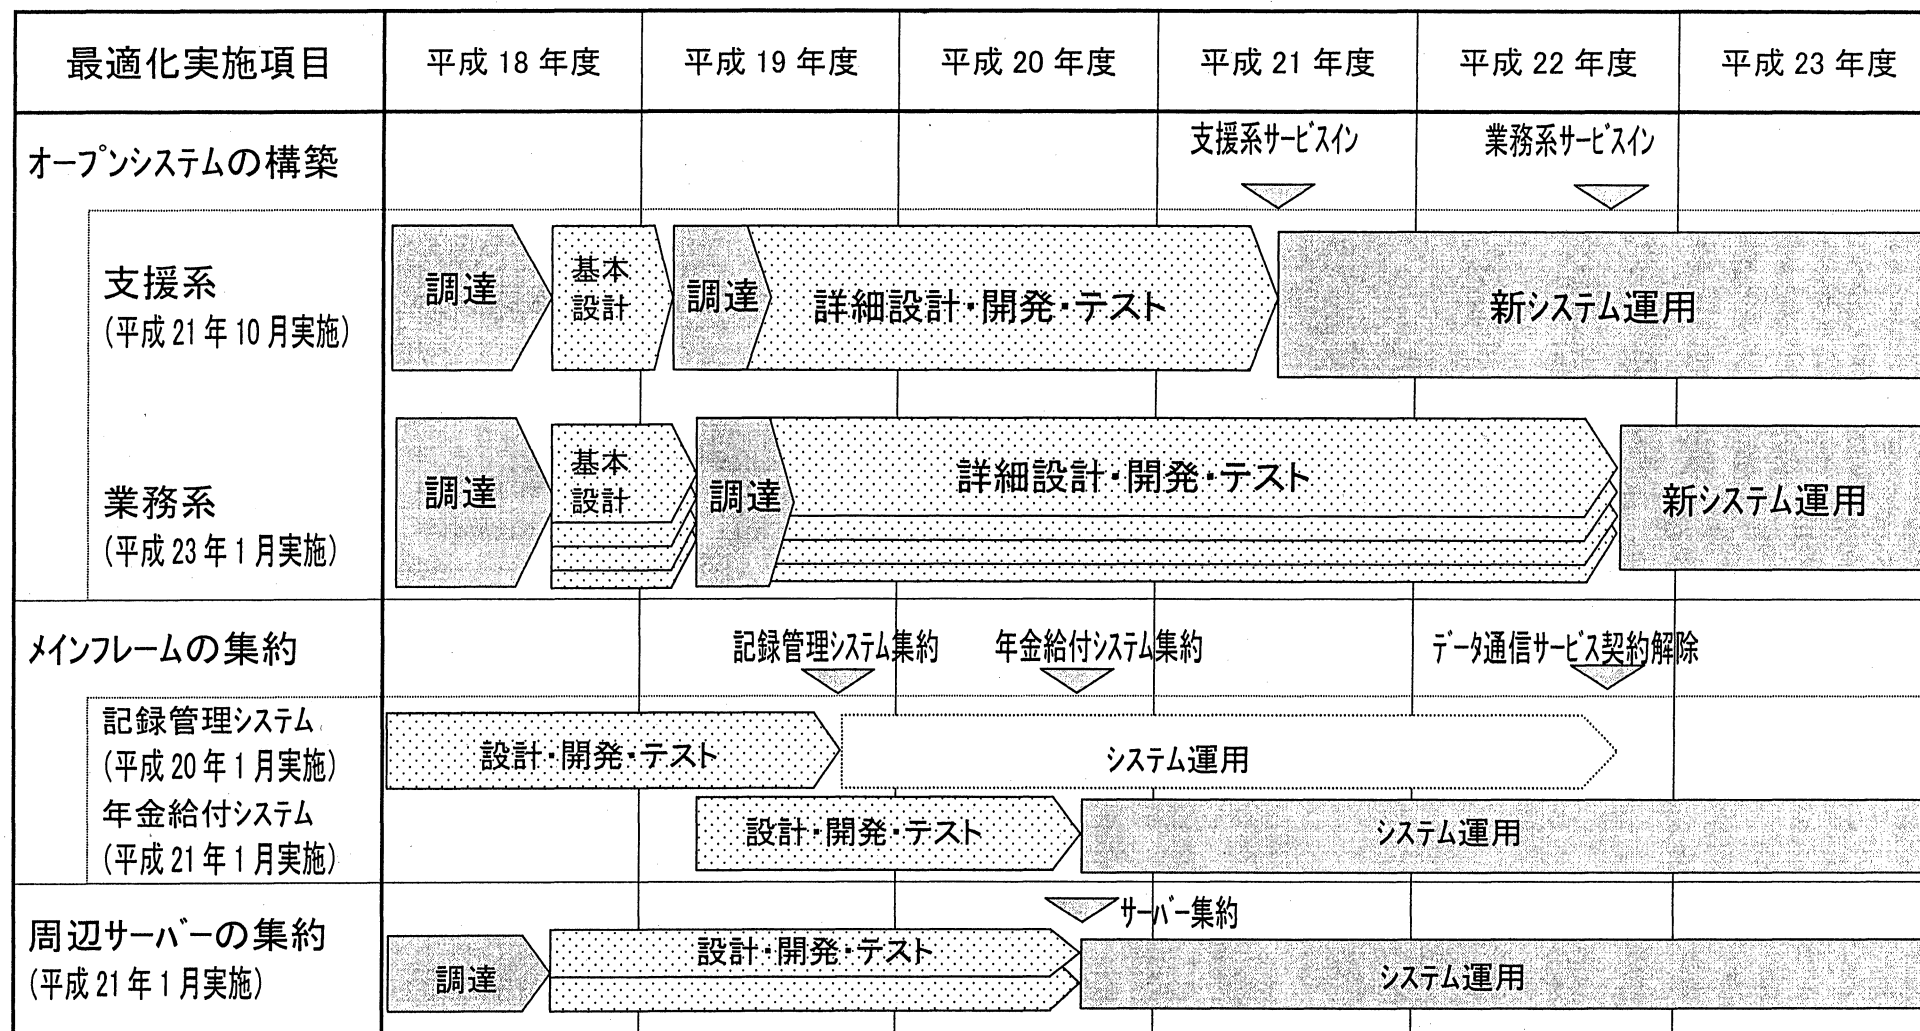 最適化実施項目 平成 18 年度 平成 19 年度 平成 20 年度 平成 21 年度 平成 22 年度 平成 23 年度
オープンシステムの構築
支援系サービスイン 業務系サービスイン
支援系
(平成 21 年 10 月実施)
調達
基本
設計
調達
詳細設計・開発・テスト
新システム運用
業務系
(平成 23 年 1 月実施)
調達
基本
設計
調達
詳細設計・開発・テスト
新システム運用
メインフレームの集約
記録管理システム集約 年金給付システム集約 データ通信サービス契約解除
記録管理システム
(平成 20 年 1 月実施)
設計・開発・テスト
システム運用
年金給付システム
(平成 21 年 1 月実施)
設計・開発・テスト
システム運用
周辺サーバーの集約
(平成 21 年 1 月実施)
サーバー集約
調達
設計・開発・テスト
システム運用